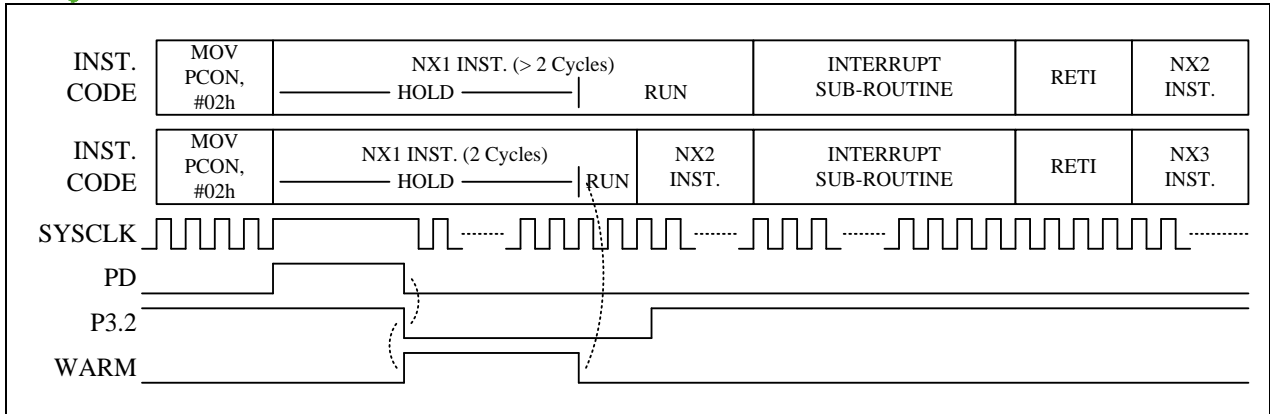 INST.
CODE
MOV
PCON,
#02h
NX1 INST. (> 2 Cycles)
HOLD
RUN
INTERRUPT
SUB-ROUTINE
RETI
NX2
INST.
INST.
CODE
MOV
PCON,
#02h
NX1 INST. (2 Cycles)
HOLD
RUN
NX2
INST.
INTERRUPT
SUB-ROUTINE
RETI
NX3
INST.
SYSCLK
PD
P3.2
WARM